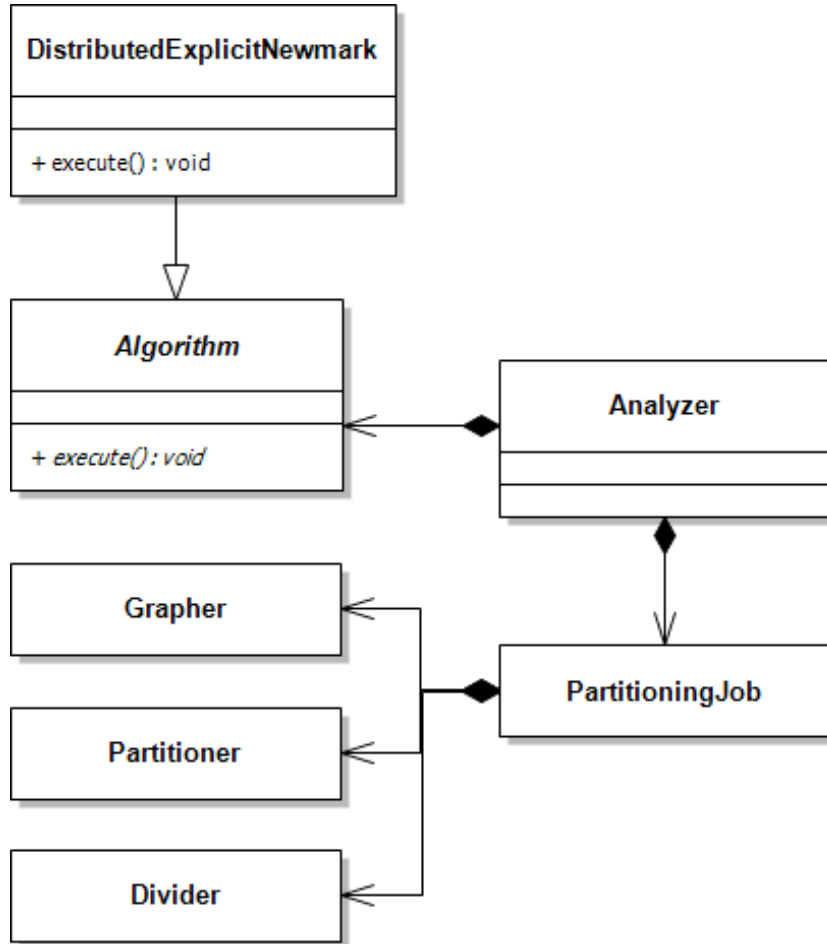 DistributedExplicitNewmark
+ execute() : void
Algorithm
+ execute() : void
Analyzer
Grapher
PartitioningJob
Partitioner
Divider